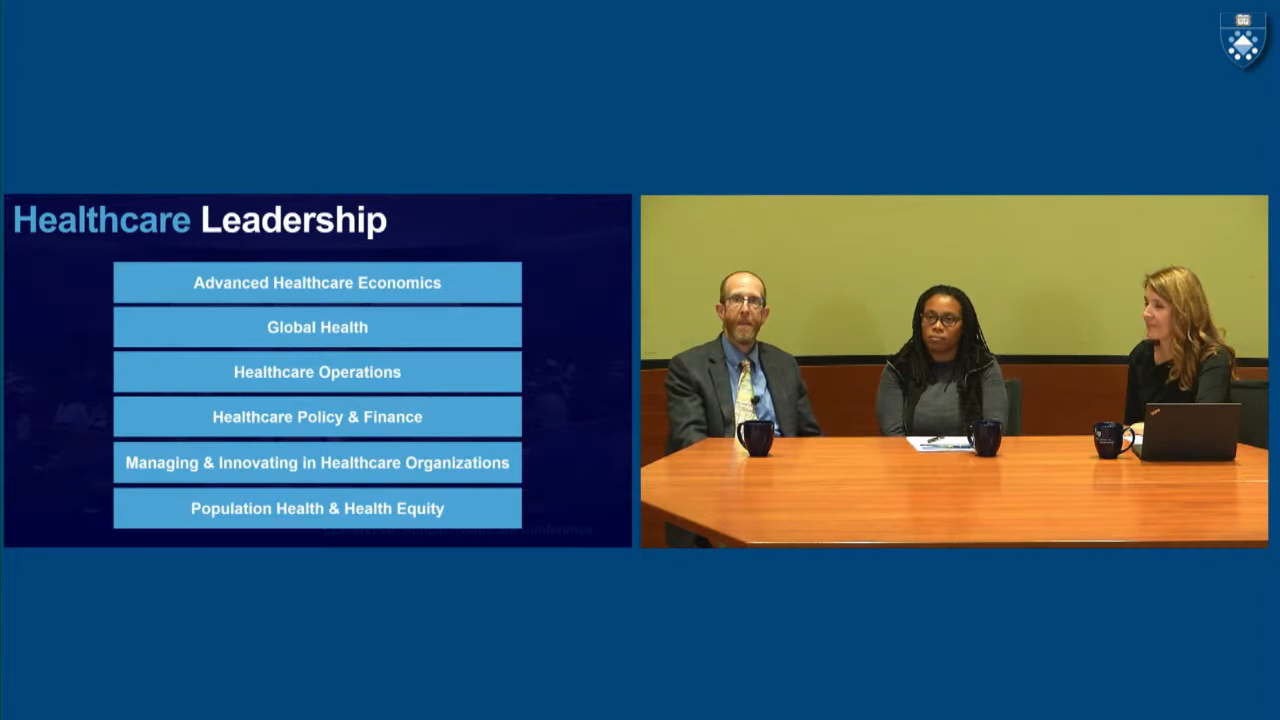 Healthcare Leadership
Advanced Healthcare Economics
Global Health
Healthcare Operations
Healthcare Policy & Finance
Managing & Innovating in Healthcare Organizations
Population Health & Health Equity